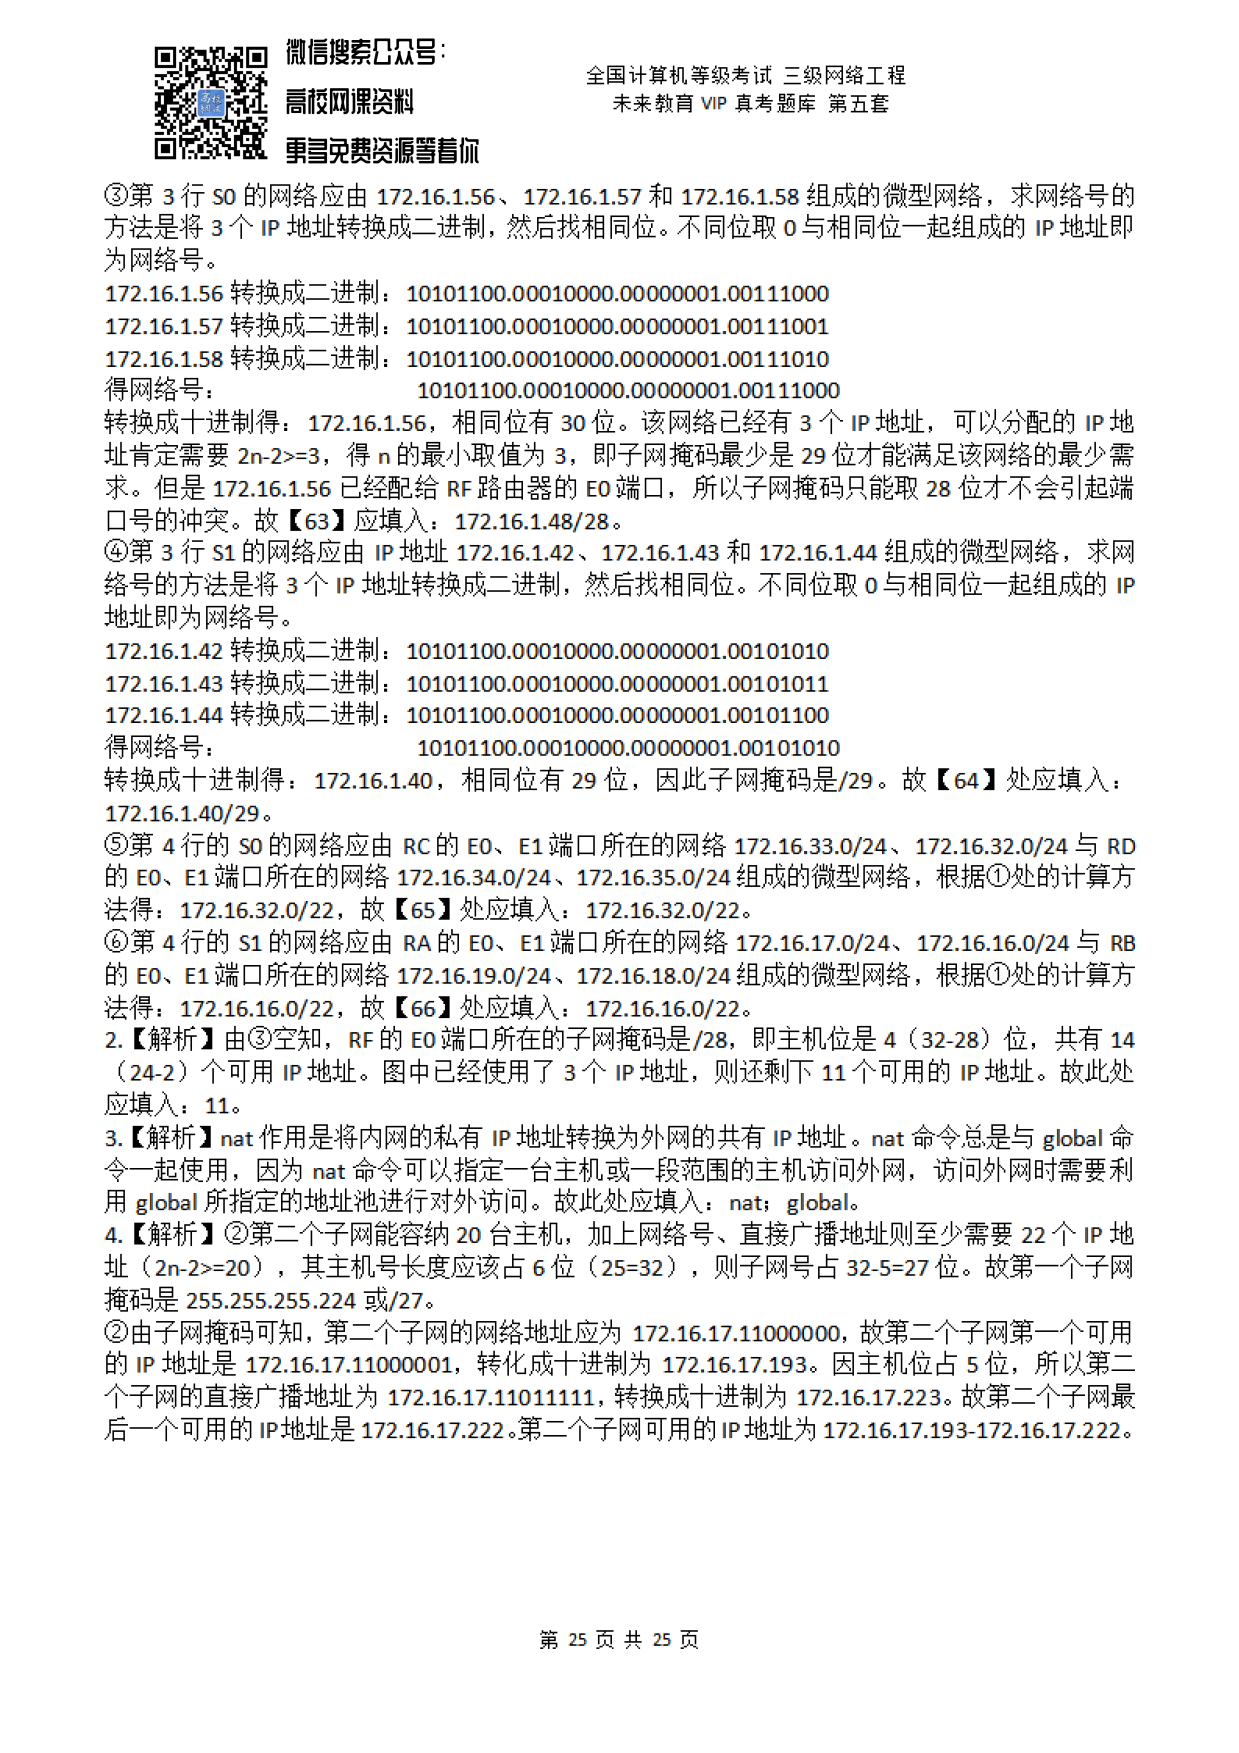 微信搜索公众号：
高校网课资料
更多免费资源等着你
全国计算机等级考试 三级网络工程
未来教育 VIP 真考题库 第五套
③第 3 行 S0 的网络应由 172.16.1.56、172.16.1.57 和 172.16.1.58 组成的微型网络，求网络号的
方法是将 3 个 IP 地址转换成二进制，然后找相同位。不同位取 0 与相同位一起组成的 IP 地址即
为网络号。
172.16.1.56 转换成二进制：10101100.00010000.00000001.00111000
172.16.1.57 转换成二进制：10101100.00010000.00000001.00111001
172.16.1.58 转换成二进制：10101100.00010000.00000001.00111010
得网络号： 10101100.00010000.00000001.00111000
转换成十进制得：172.16.1.56，相同位有 30 位。该网络已经有 3 个 IP 地址，可以分配的 IP 地
址肯定需要 2n-2>=3，得 n 的最小取值为 3，即子网掩码最少是 29 位才能满足该网络的最少需
求。但是 172.16.1.56 已经配给 RF 路由器的 E0 端口，所以子网掩码只能取 28 位才不会引起端
口号的冲突。故【63】应填入：172.16.1.48/28。
④第 3 行 S1 的网络应由 IP 地址 172.16.1.42、172.16.1.43 和 172.16.1.44 组成的微型网络，求网
络号的方法是将 3 个 IP 地址转换成二进制，然后找相同位。不同位取 0 与相同位一起组成的 IP
地址即为网络号。
172.16.1.42 转换成二进制：10101100.00010000.00000001.00101010
172.16.1.43 转换成二进制：10101100.00010000.00000001.00101011
172.16.1.44 转换成二进制：10101100.00010000.00000001.00101100
得网络号： 10101100.00010000.00000001.00101010
转换成十进制得：172.16.1.40，相同位有 29 位，因此子网掩码是/29。故【64】处应填入：
172.16.1.40/29。
⑤第 4 行的 S0 的网络应由 RC 的 E0、E1 端口所在的网络 172.16.33.0/24、172.16.32.0/24 与 RD
的 E0、E1 端口所在的网络 172.16.34.0/24、172.16.35.0/24 组成的微型网络，根据①处的计算方
法得：172.16.32.0/22，故【65】处应填入：172.16.32.0/22。
⑥第 4 行的 S1 的网络应由 RA 的 E0、E1 端口所在的网络 172.16.17.0/24、172.16.16.0/24 与 RB
的 E0、E1 端口所在的网络 172.16.19.0/24、172.16.18.0/24 组成的微型网络，根据①处的计算方
法得：172.16.16.0/22，故【66】处应填入：172.16.16.0/22。
2.【解析】由③空知，RF 的 E0 端口所在的子网掩码是/28，即主机位是 4（32-28）位，共有 14
（24-2）个可用 IP 地址。图中已经使用了 3 个 IP 地址，则还剩下 11 个可用的 IP 地址。故此处
应填入：11。
3.【解析】nat 作用是将内网的私有 IP 地址转换为外网的共有 IP 地址。nat 命令总是与 global 命
令一起使用，因为 nat 命令可以指定一台主机或一段范围的主机访问外网，访问外网时需要利
用 global 所指定的地址池进行对外访问。故此处应填入：nat；global。
4.【解析】②第二个子网能容纳 20 台主机，加上网络号、直接广播地址则至少需要 22 个 IP 地
址（2n-2>=20），其主机号长度应该占 6 位（25=32），则子网号占 32-5=27 位。故第一个子网
掩码是 255.255.255.224 或/27。
②由子网掩码可知，第二个子网的网络地址应为 172.16.17.11000000，故第二个子网第一个可用
的 IP 地址是 172.16.17.11000001，转化成十进制为 172.16.17.193。因主机位占 5 位，所以第二
个子网的直接广播地址为 172.16.17.11011111，转换成十进制为 172.16.17.223。故第二个子网最
后一个可用的 IP 地址是 172.16.17.222。第二个子网可用的 IP 地址为 172.16.17.193-172.16.17.222。
第 25 页 共 25 页